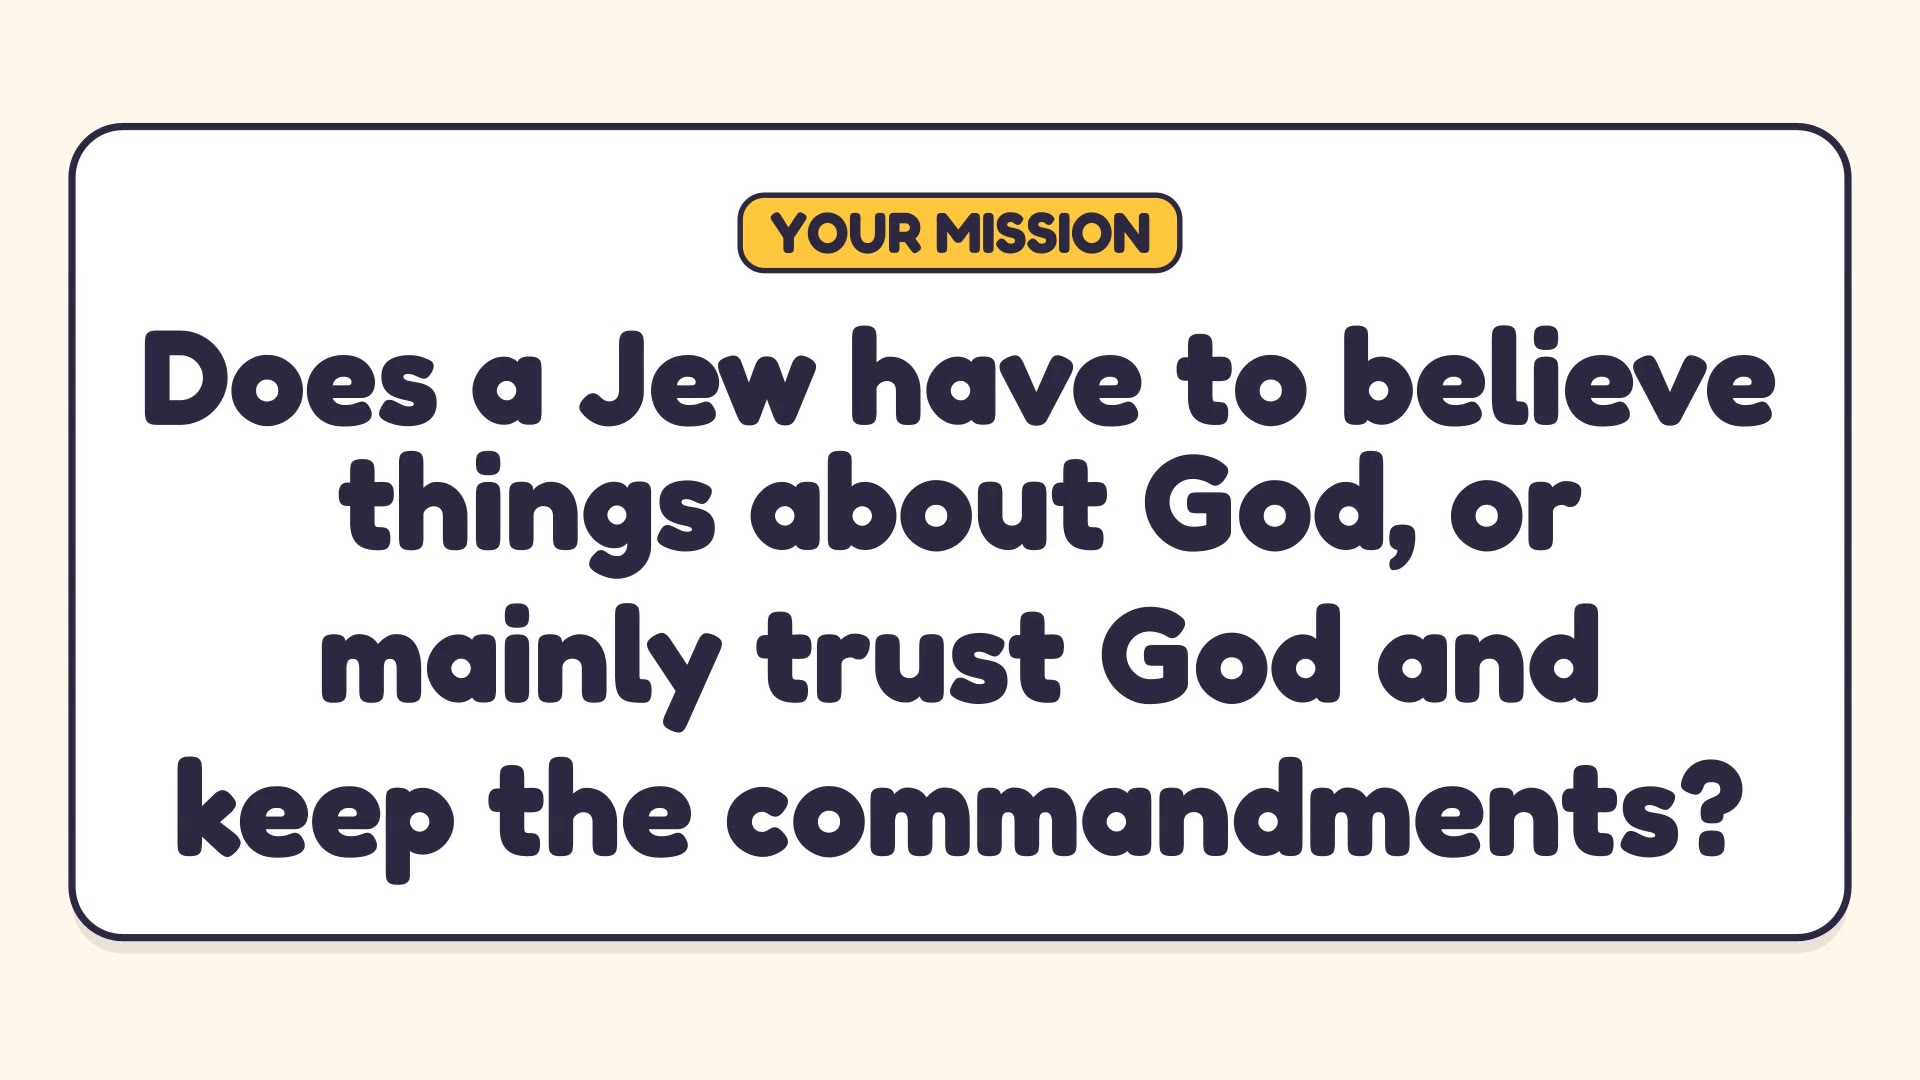 YOUR MISSION
Does a Jew have to believe
things about God, or
mainly trust God and
keep the commandments?